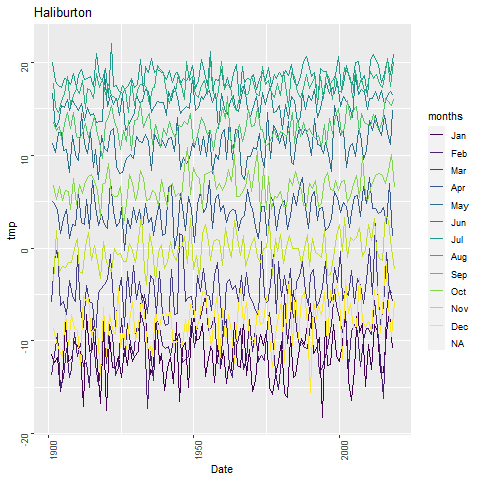 Haliburton
tmp
20
10
0
-10
-20
1900
1950
2000
Date
months
Jan
Feb
Mar
Apr
May
Jun
Jul
Aug
Sep
Oct
Nov
Dec
NA